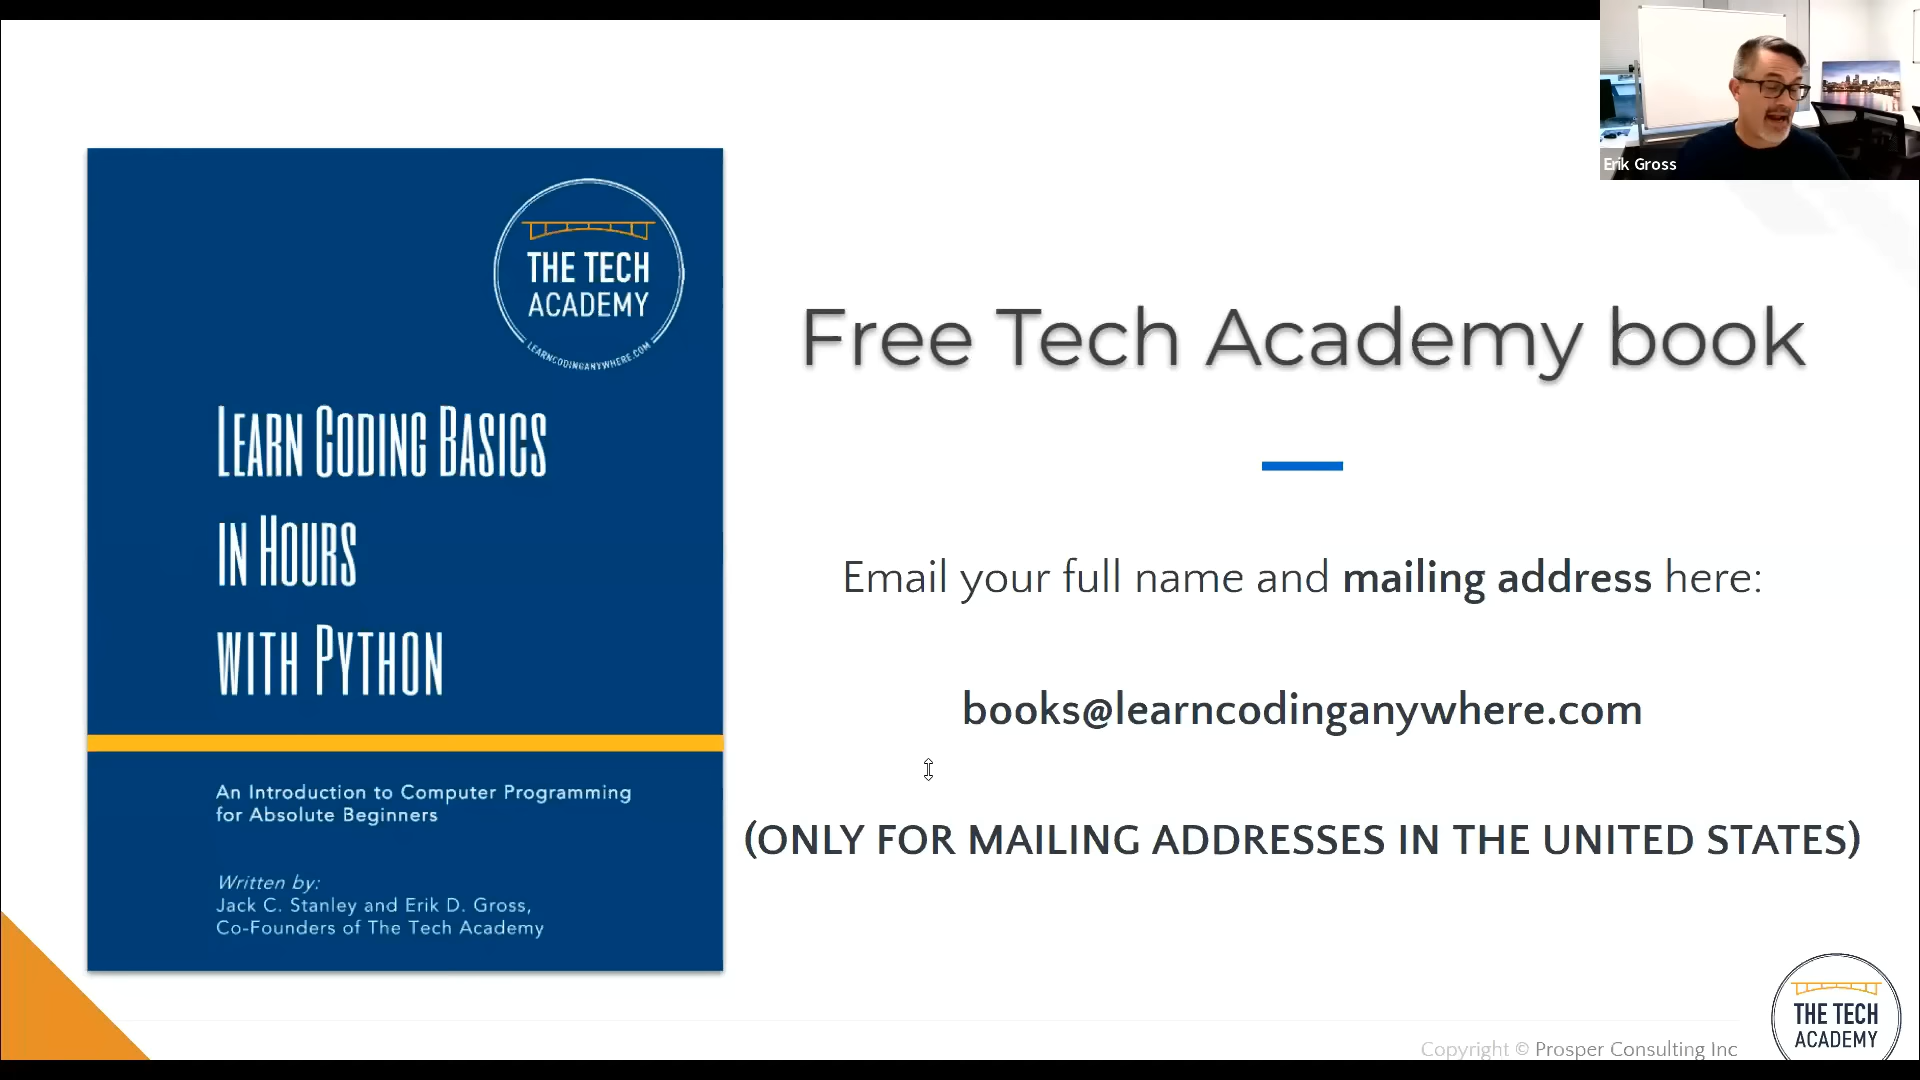 Erik Gross
THE TECH
ACADEMY
LEARNCODINGANYWHERE.COM
LEARN CODING BASICS
IN HOURS
WITH PYTHON
An Introduction to Computer Programming
for Absolute Beginners
Written by:
Jack C. Stanley and Erik D. Gross,
Co-Founders of The Tech Academy
Free Tech Academy book
Email your full name and mailing address here:
books@learncodinganywhere.com
(ONLY FOR MAILING ADDRESSES IN THE UNITED STATES)
Copyright © Prosper Consulting Inc
THE TECH
ACADEMY